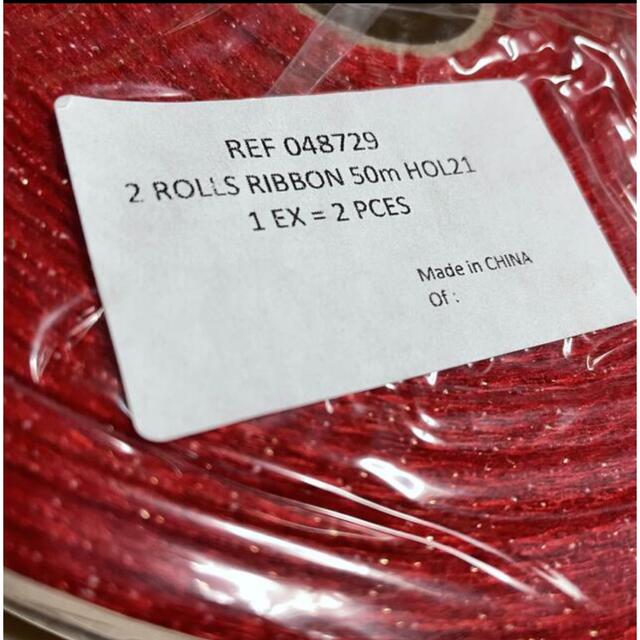 REF 048729
2 ROLLS RIBBON 50m HOL21
1 EX = 2 PCES
Made in CHINA
Of :